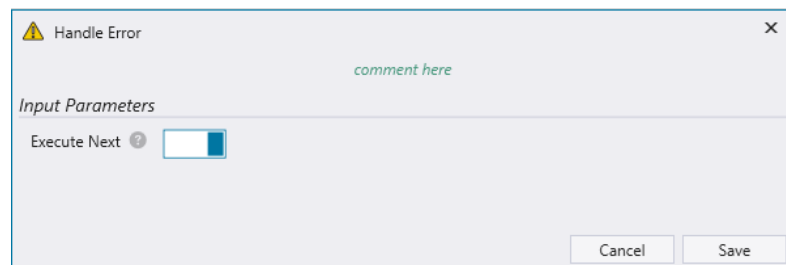 Handle Error
comment here
Input Parameters
Execute Next ?
Cancel Save